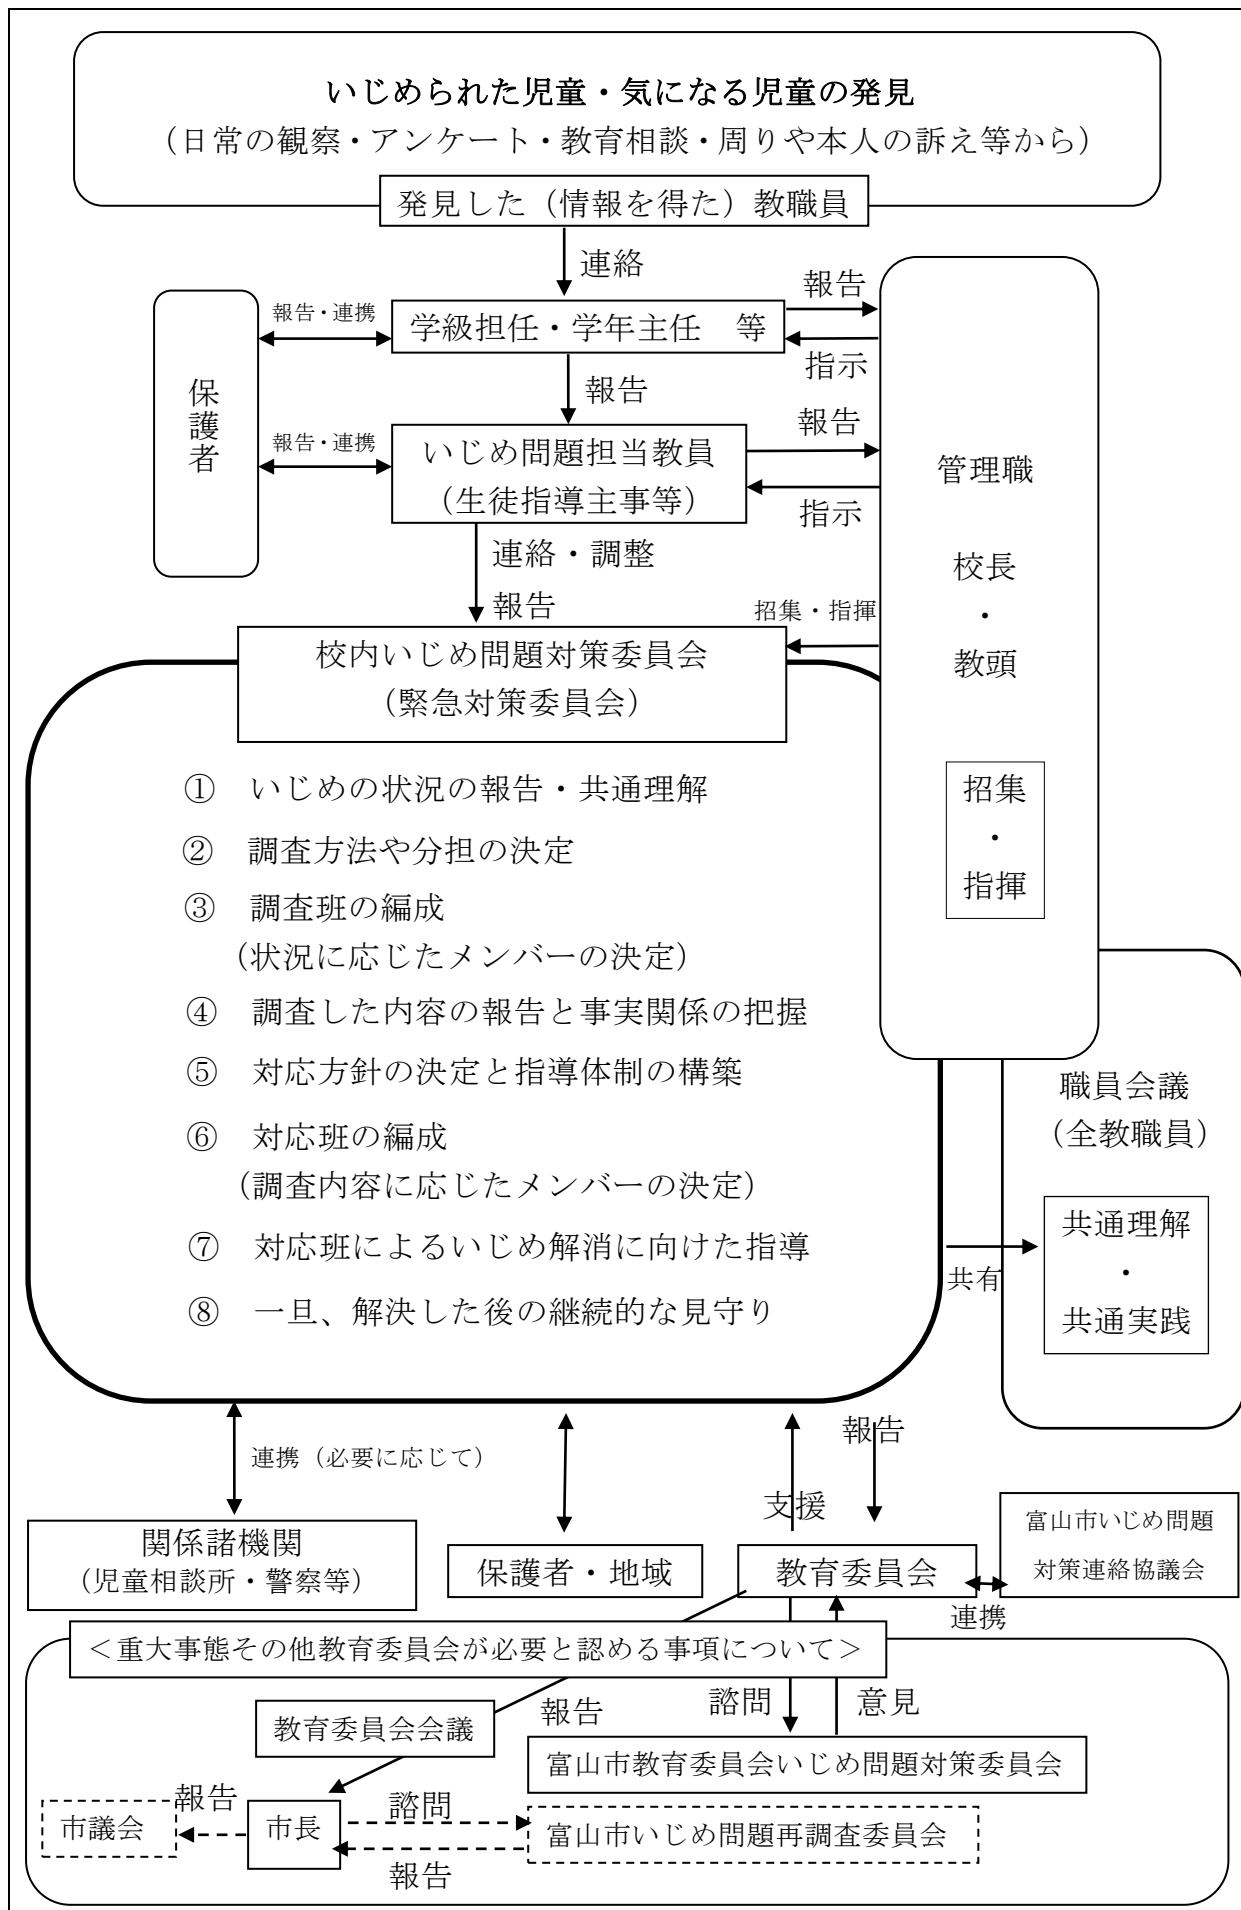 いじめられた児童・気になる児童の発見
（日常の観察・アンケート・教育相談・周りや本人の訴え等から）
発見した（情報を得た）教職員
連絡
報告
報告・連携
学級担任・学年主任　等
指示
保護者
報告
報告
報告・連携
いじめ問題担当教員
（生徒指導主事等）
指示
管理職
校長
・
教頭
招集
・
指揮
連絡・調整
報告
招集・指揮
校内いじめ問題対策委員会
（緊急対策委員会）
①　いじめの状況の報告・共通理解
②　調査方法や分担の決定
③　調査班の編成
（状況に応じたメンバーの決定）
④　調査した内容の報告と事実関係の把握
⑤　対応方針の決定と指導体制の構築
⑥　対応班の編成
（調査内容に応じたメンバーの決定）
⑦　対応班によるいじめ解消に向けた指導
⑧　一旦、解決した後の継続的な見守り
職員会議
（全教職員）
共有
共通理解
・
共通実践
連携（必要に応じて）
報告
支援
関係諸機関
（児童相談所・警察等）
保護者・地域
教育委員会
連携
富山市いじめ問題
対策連絡協議会
＜重大事態その他教育委員会が必要と認める事項について＞
報告
諮問
意見
教育委員会会議
富山市教育委員会いじめ問題対策委員会
市議会
報告
市長
諮問
報告
富山市いじめ問題再調査委員会